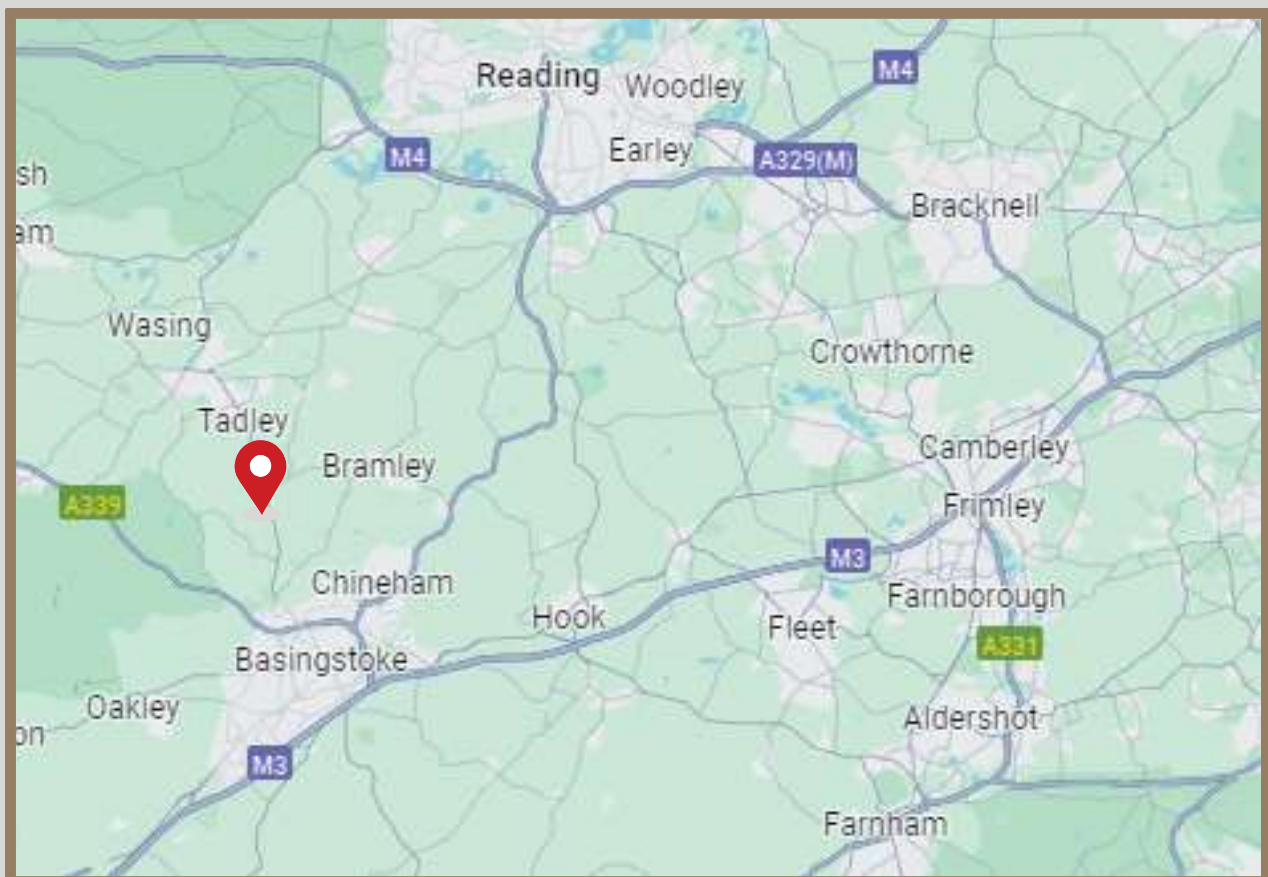 M4
Reading
Woodley
Earley
M4
A329(M)
sh
Bracknell
am
Wasing
Crowthorne
Tadley
Bramley
Camberley
A339
Frimley
M3
Chineham
Farnborough
Hook
Fleet
A331
Basingstoke
Oakley
Aldershot
on
M3
Farnham